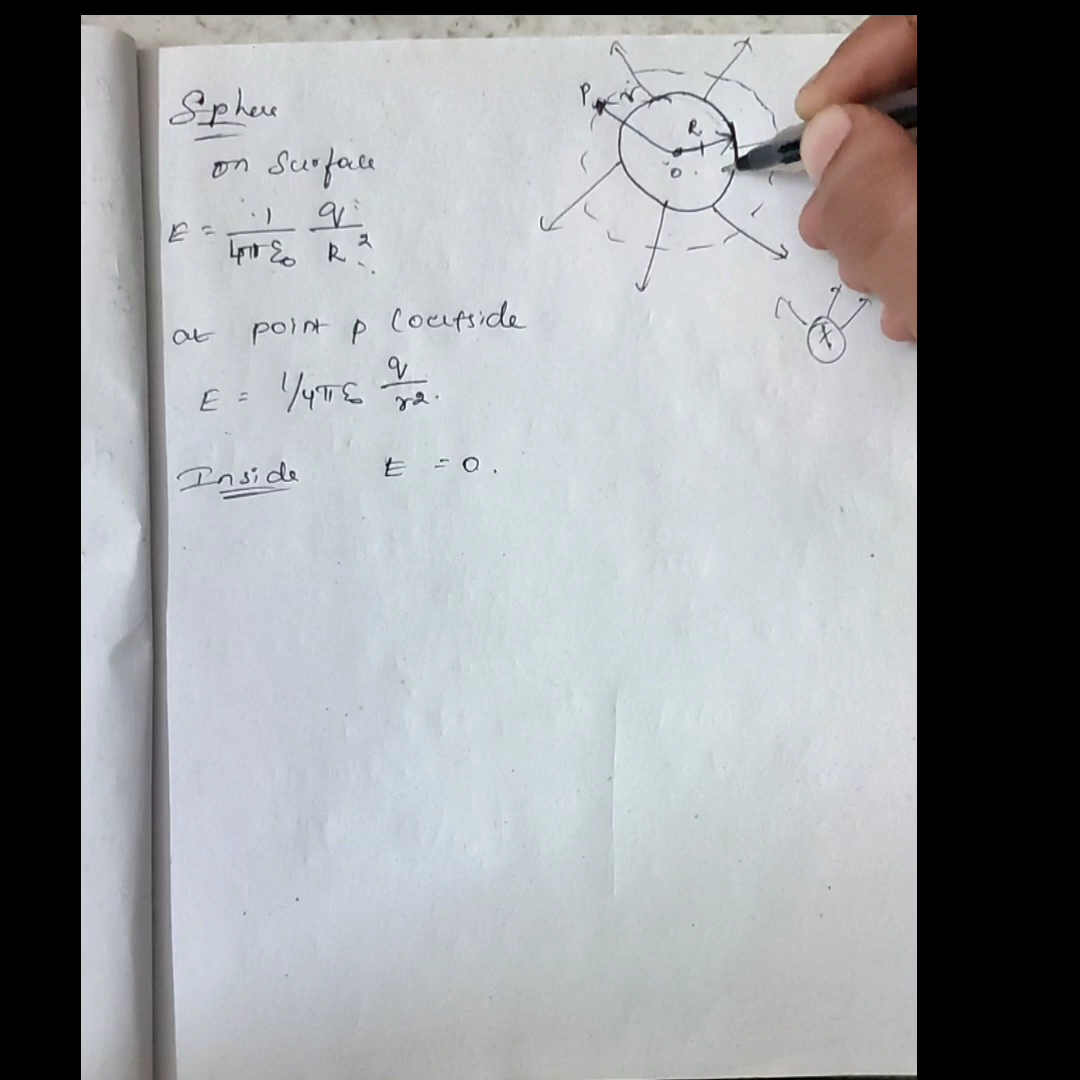 Sphere
on Surface
E = 1/4πε₀ q/R²
at point p (outside
E = 1/4πε₀ q/r2.
Inside E = 0.
P r
R
O
+